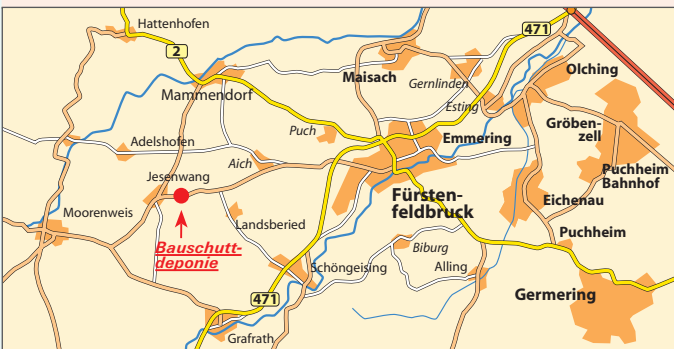 Hattenhofen
471
2
Maisach
Olching
Gernlinden
Mammendorf
Esting
Gröben-
zell
Puch
Emmering
Adelshofen
Aich
Puchheim
Bahnhof
Jesenwang
Fürsten-
feldbruck
Eichenau
Moorenweis
Landsberied
Puchheim
Bauschutt-
deponie
Biburg
Schöngeising
Alling
Germering
471
Grafrath